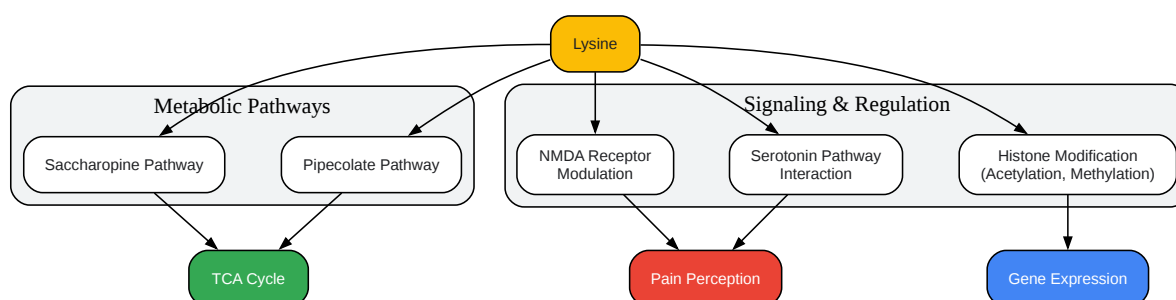 Lysine
Metabolic Pathways
Signaling & Regulation
Saccharopine Pathway
Pipecolate Pathway
NMDA Receptor
Modulation
Serotonin Pathway
Interaction
Histone Modification
(Acetylation, Methylation)
TCA Cycle
Pain Perception
Gene Expression